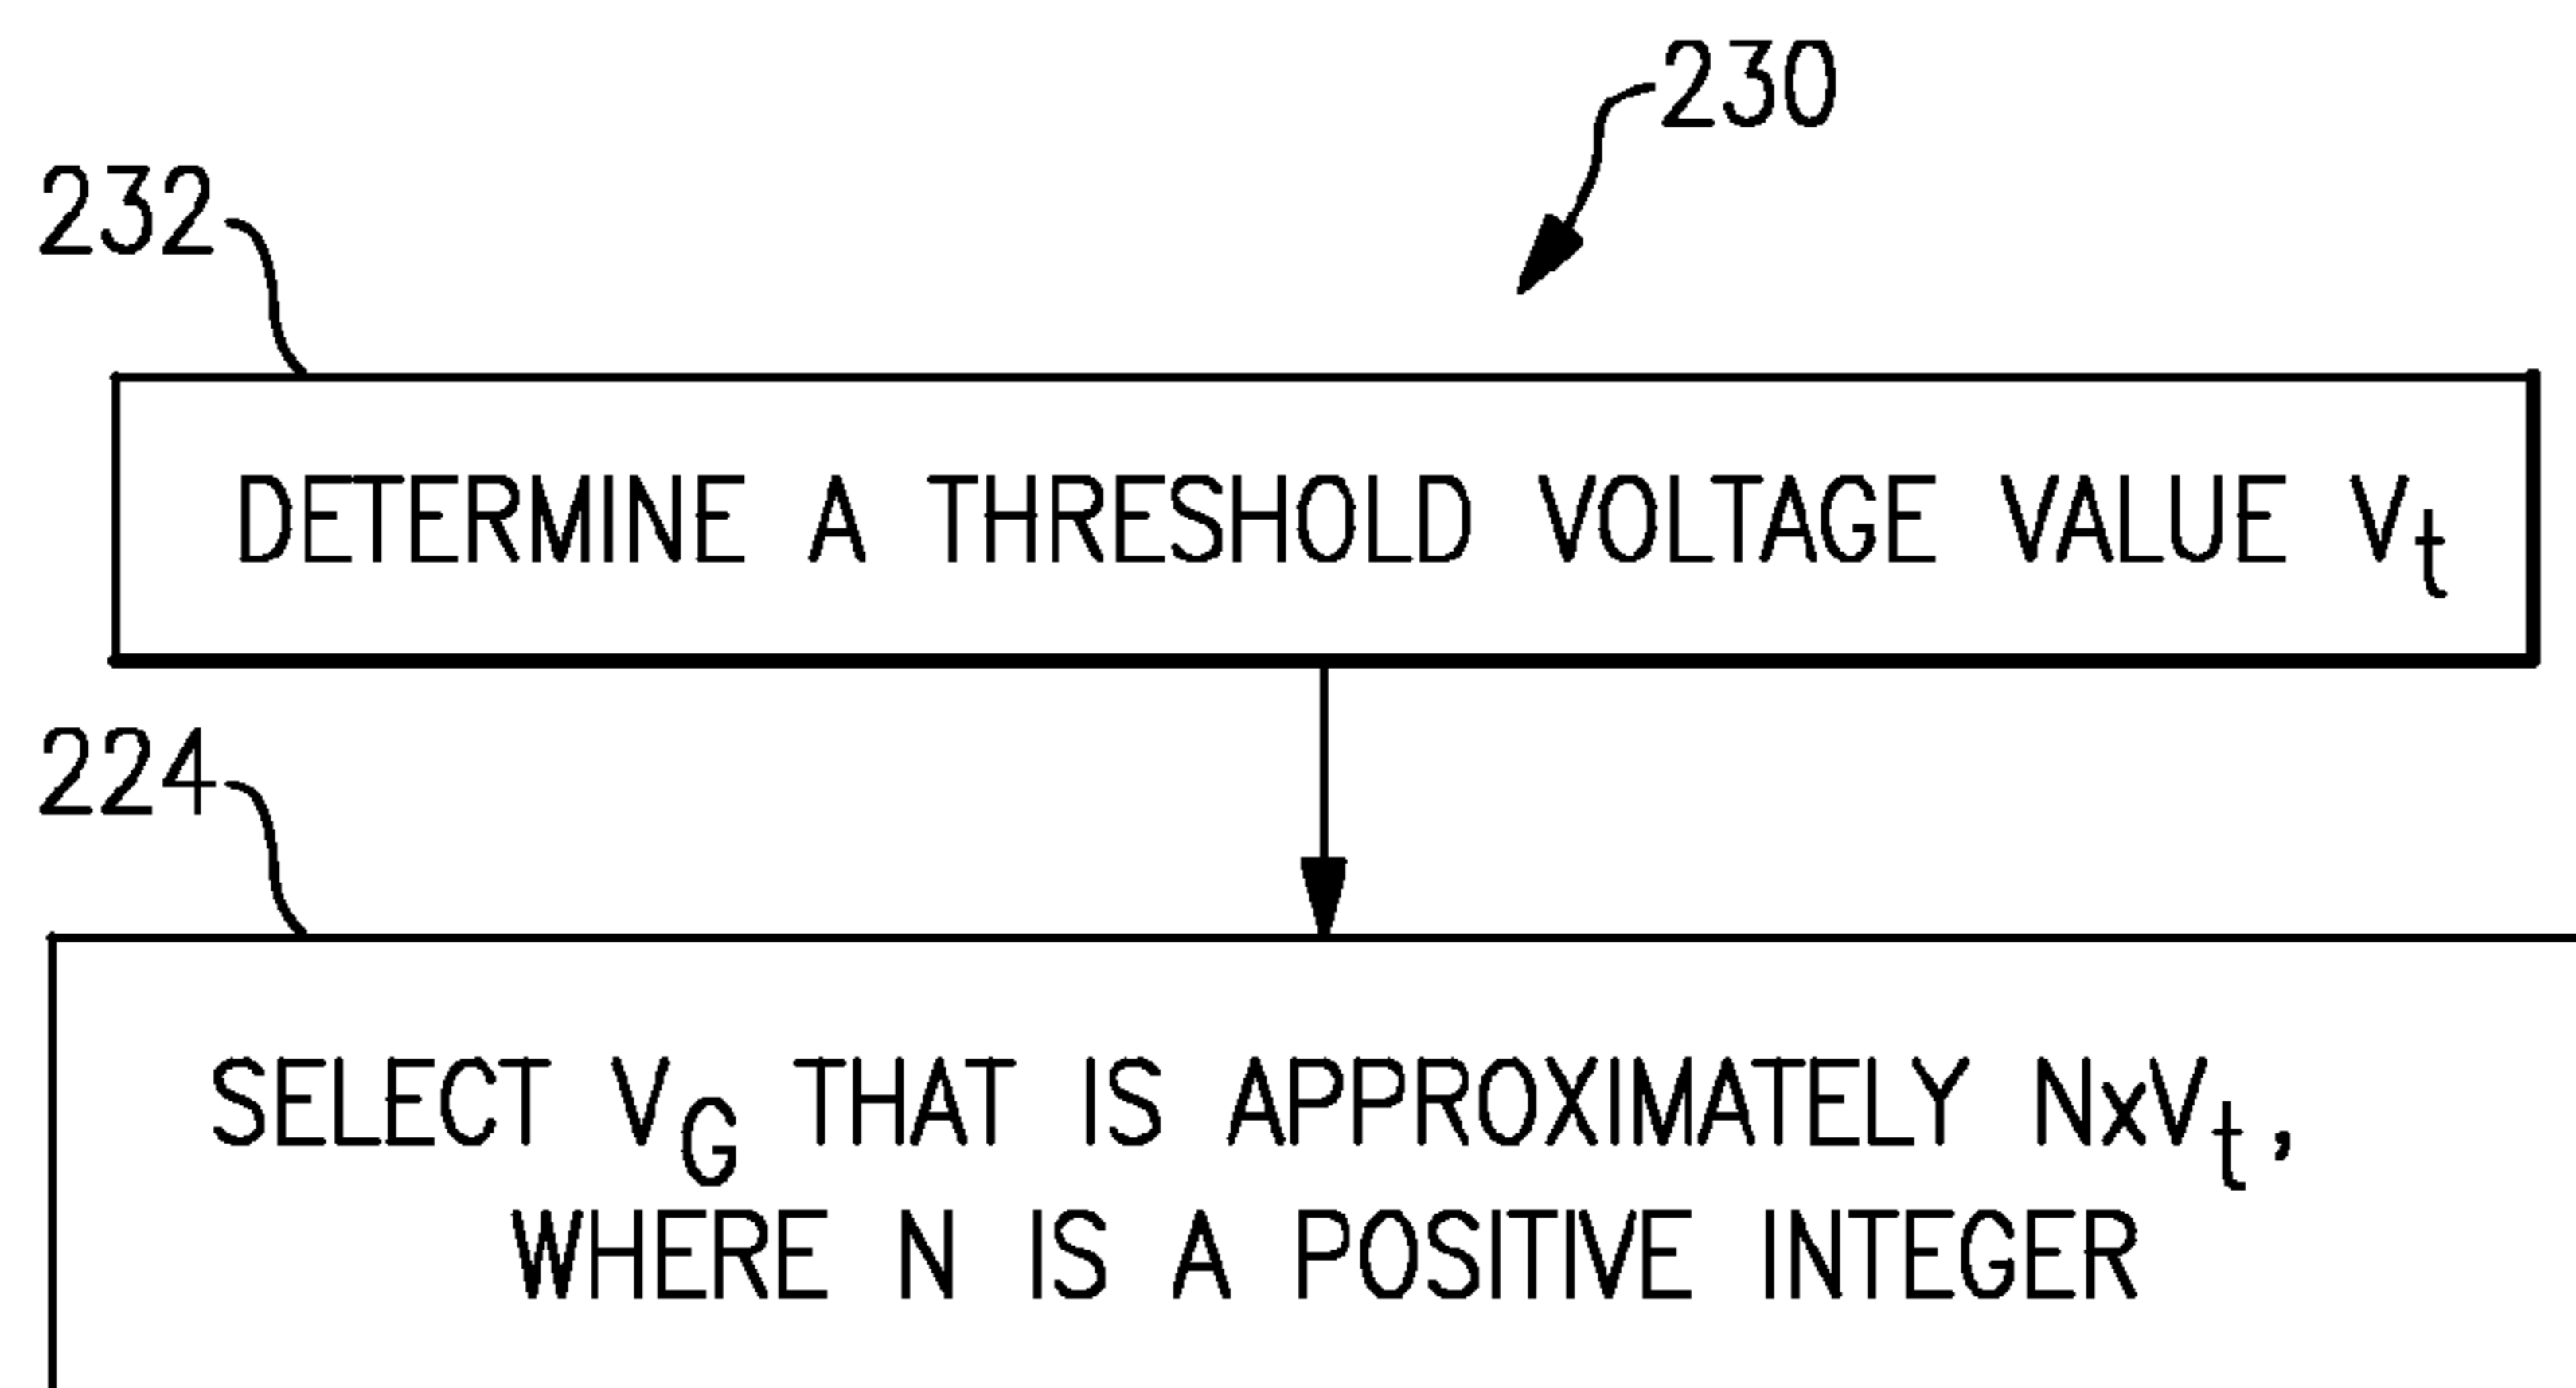 230
232
DETERMINE A THRESHOLD VOLTAGE VALUE Vt
224
SELECT VG THAT IS APPROXIMATELY NxVt,
WHERE N IS A POSITIVE INTEGER